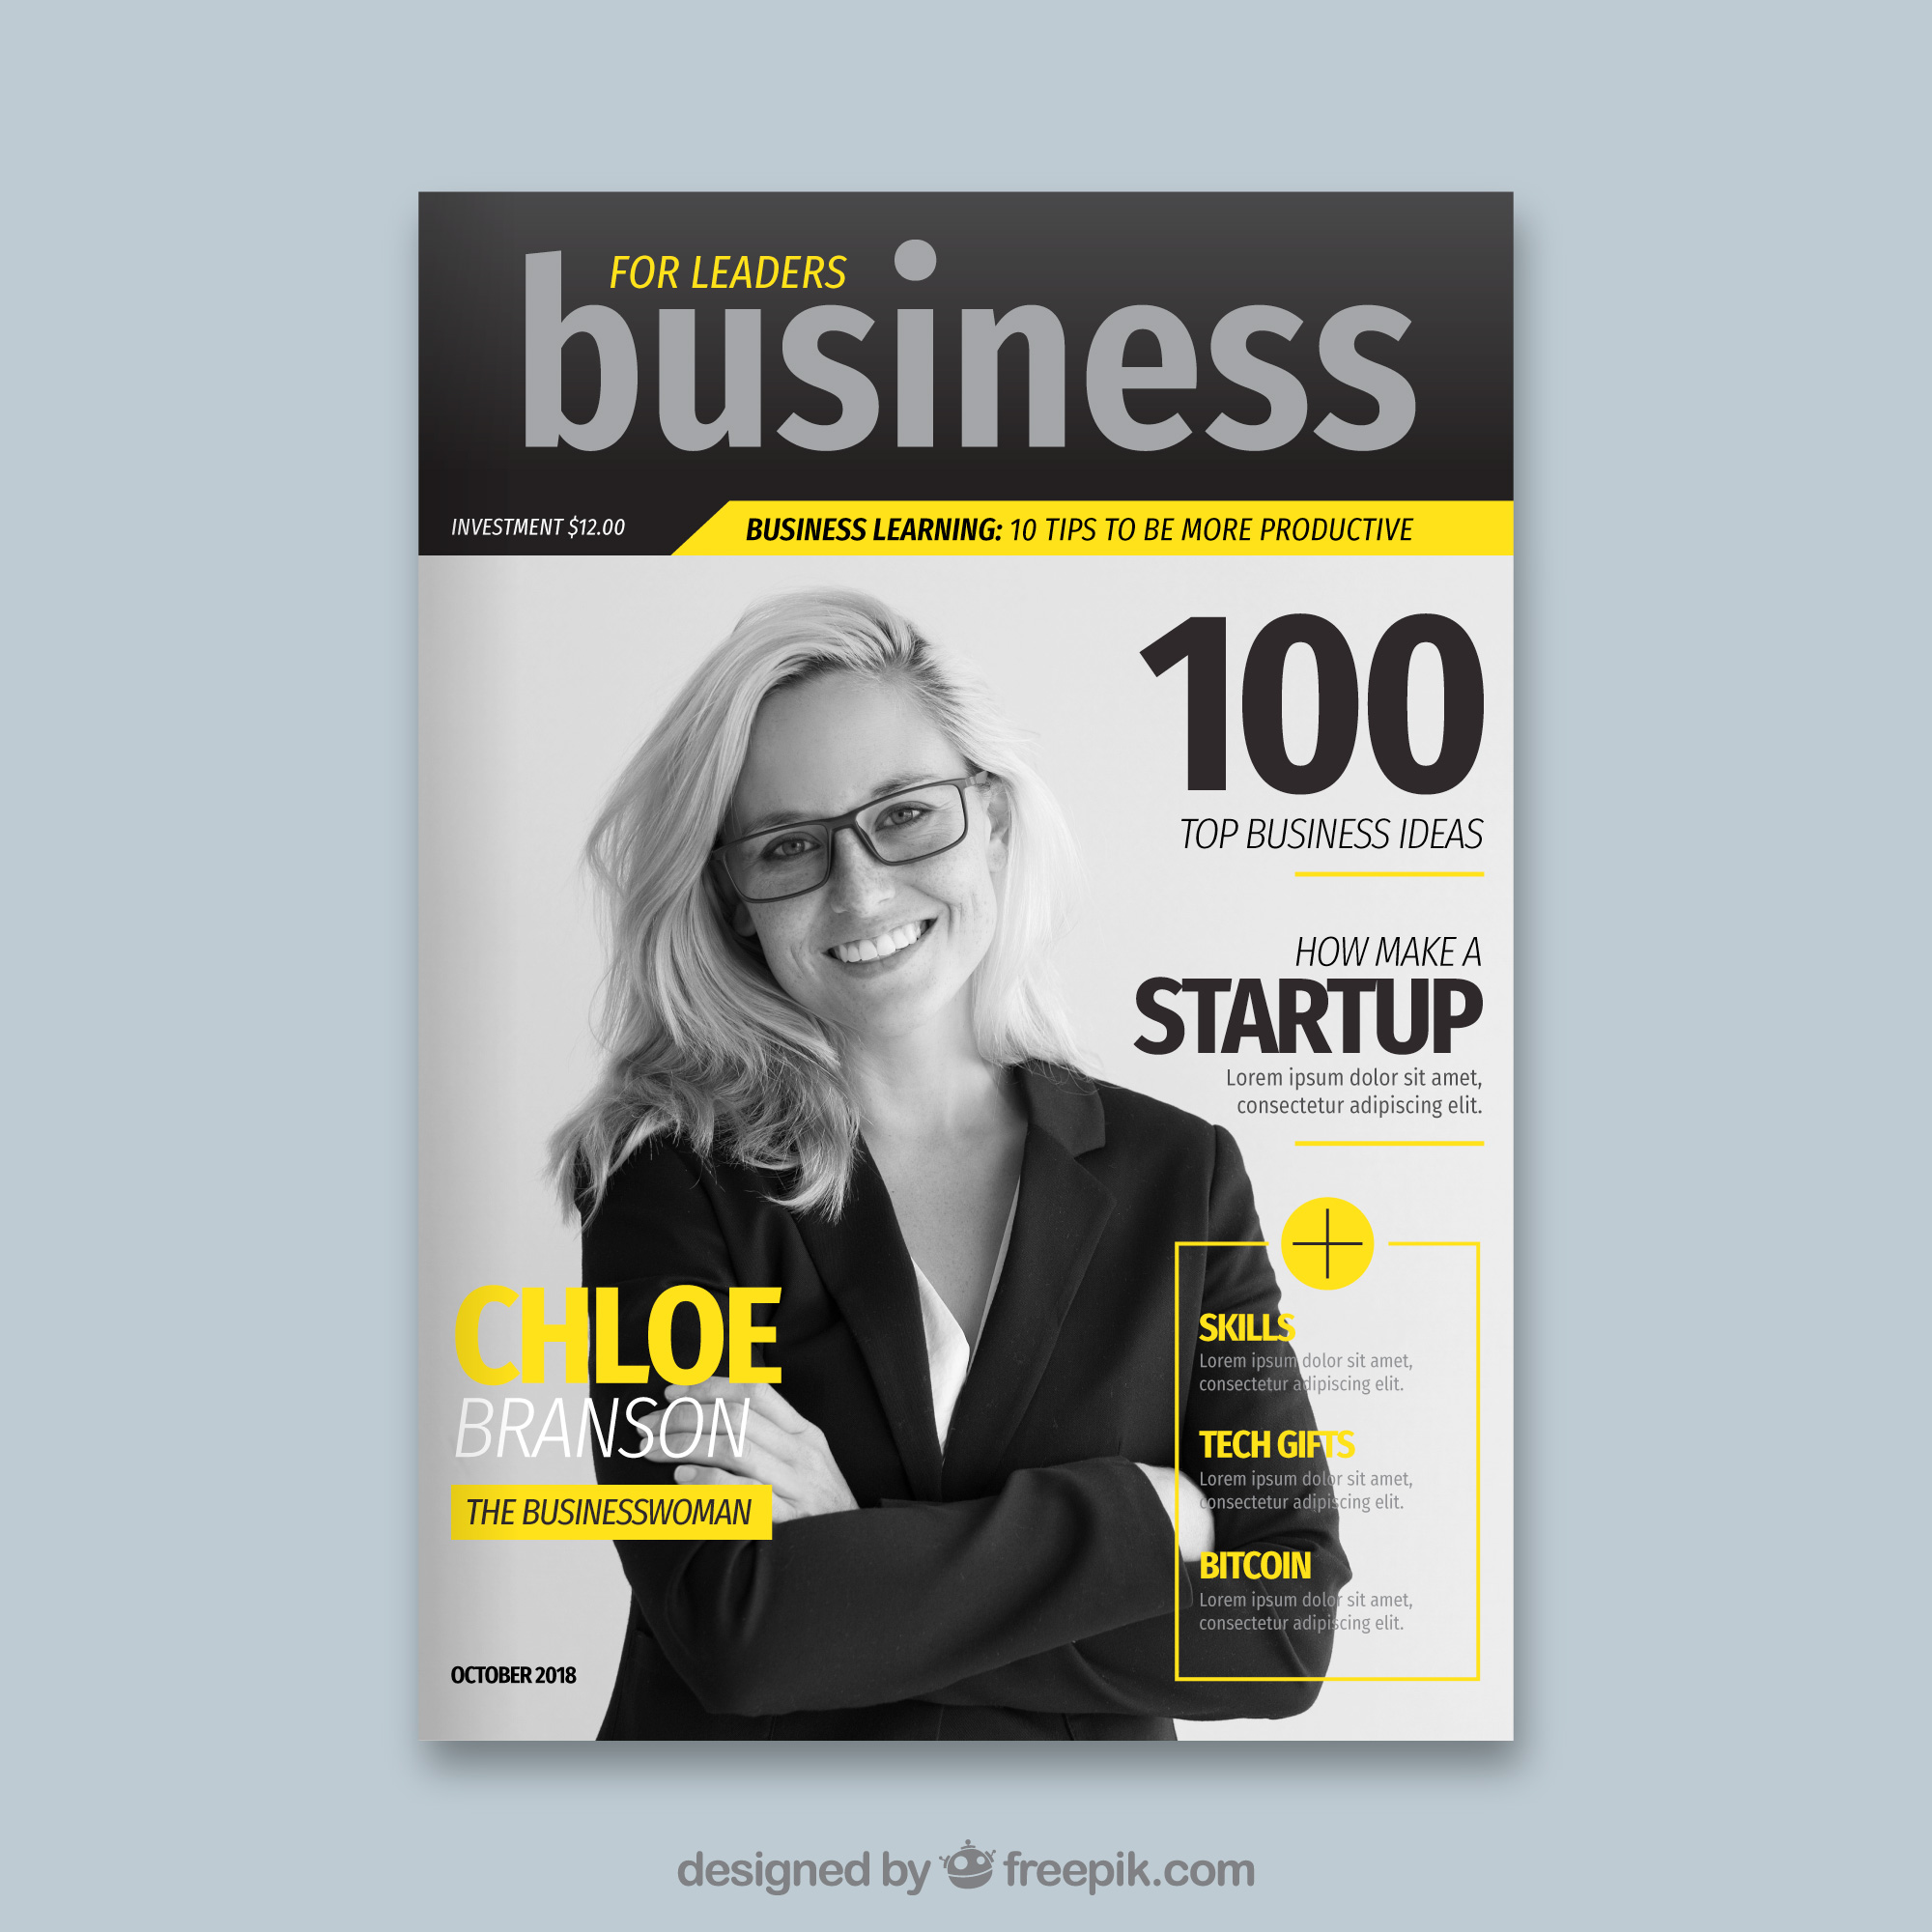 FOR LEADERS
business
INVESTMENT $12.00
BUSINESS LEARNING: 10 TIPS TO BE MORE PRODUCTIVE
100
TOP BUSINESS IDEAS
HOW MAKE A
STARTUP
Lorem ipsum dolor sit amet,
consectetur adipiscing elit.
CHLOE
BRANSON
THE BUSINESSWOMAN
SKILLS
Lorem ipsum dolor sit amet,
consectetur adipiscing elit.
TECH GIFTS
Lorem ipsum dolor sit amet,
consectetur adipiscing elit.
BITCOIN
Lorem ipsum dolor sit amet,
consectetur adipiscing elit.
OCTOBER 2018
designed by freepik.com